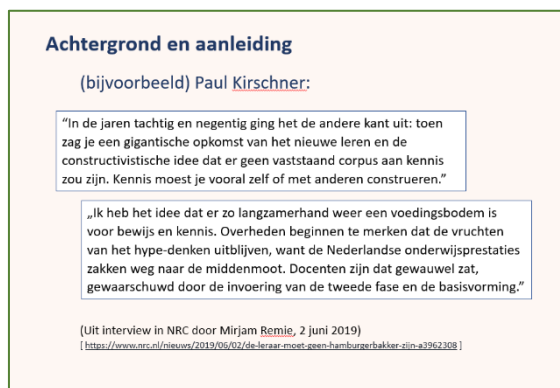 Achtergrond en aanleiding
(bijvoorbeeld) Paul Kirschner:
“In de jaren tachtig en negentig ging het de andere kant uit: toen
zag je een gigantische opkomst van het nieuwe leren en de
constructivistische idee dat er geen vaststaand corpus aan kennis
zou zijn. Kennis moest je vooral zelf of met anderen construeren.”
„Ik heb het idee dat er zo langzamerhand weer een voedingsbodem is
voor bewijs en kennis. Overheden beginnen te merken dat de vruchten
van het hype-denken uitblijven, want de Nederlandse onderwijsprestaties
zakken weg naar de middenmoot. Docenten zijn dat gewauwel zat,
gewaarschuwd door de invoering van de tweede fase en de basisvorming.”
(Uit interview in NRC door Mirjam Remie, 2 juni 2019)
[ https://www.nrc.nl/nieuws/2019/06/02/de-leraar-moet-geen-hamburgerbakker-zijn-a3962308 ]